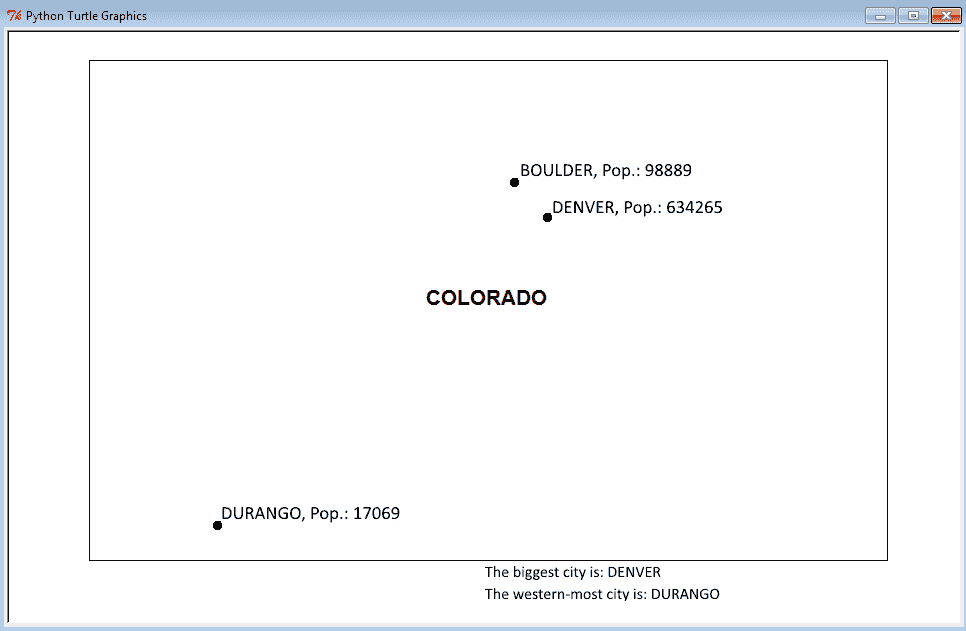 Python Turtle Graphics
BOULDER, Pop.: 98889
DENVER, Pop.: 634265
COLORADO
DURANGO, Pop.: 17069
The biggest city is: DENVER
The western-most city is: DURANGO